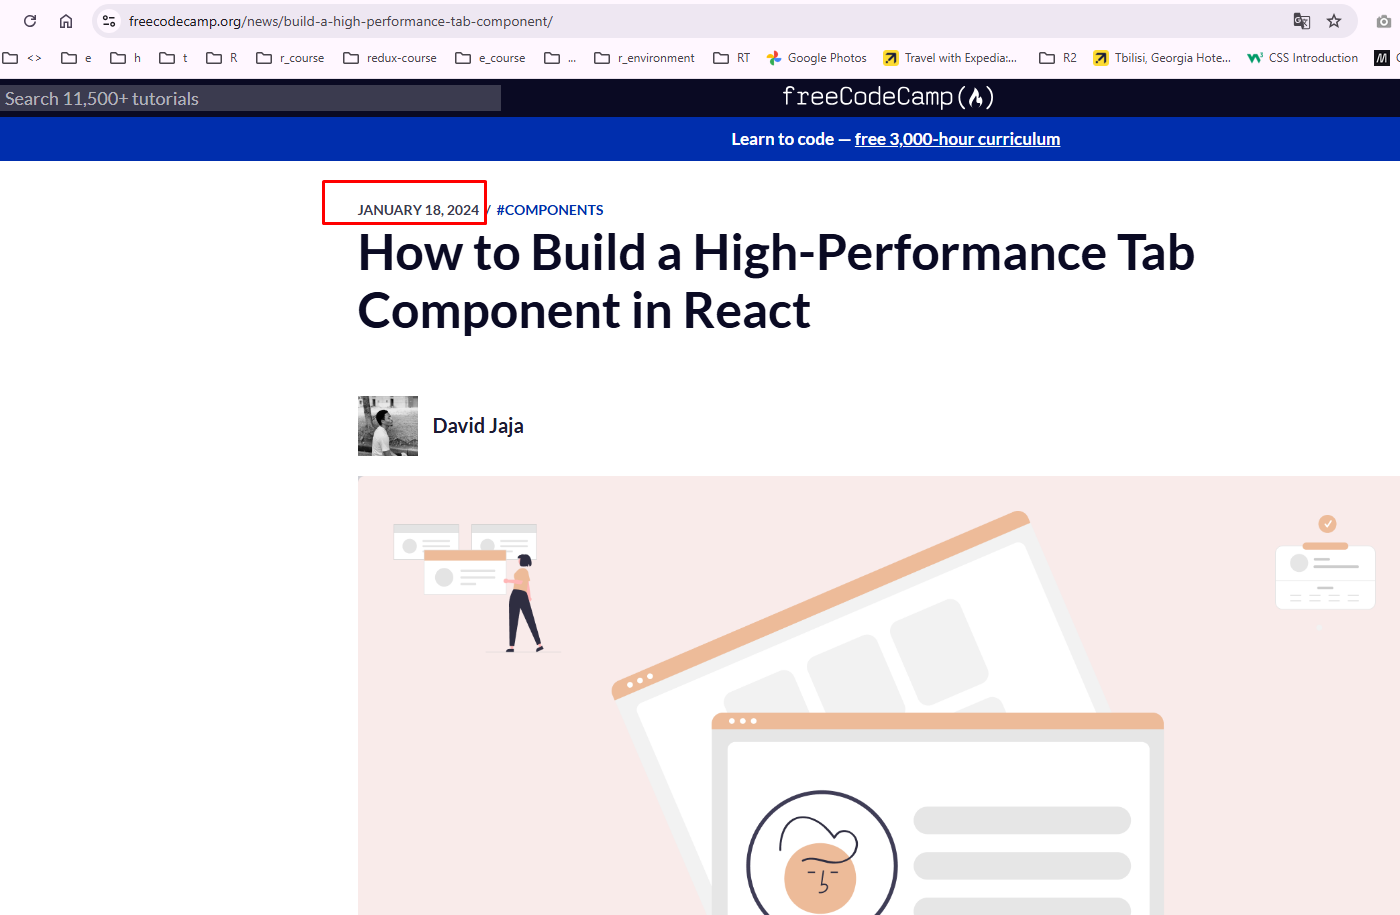 freecodecamp.org/news/build-a-high-performance-tab-component/
<> e h t R r_course redux-course e_course ... r_environment RT Google Photos Travel with Expedia:... R2 Tbilisi, Georgia Hote... CSS Introduction
Search 11,500+ tutorials freeCodeCamp(
Learn to code — free 3,000-hour curriculum
JANUARY 18, 2024 / #COMPONENTS
How to Build a High-Performance Tab
Component in React
David Jaja